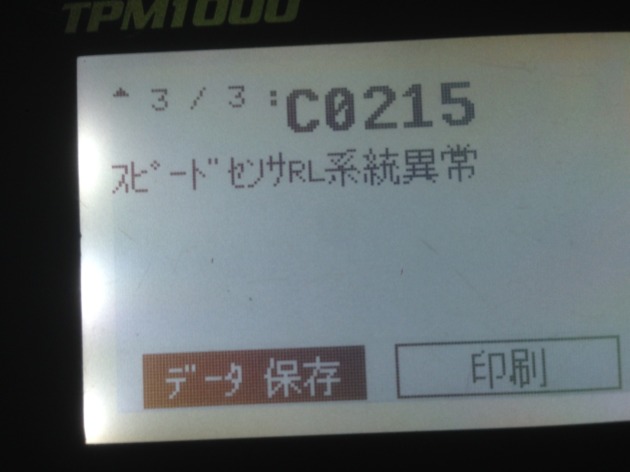 TPM1000
▲ 3 / 3 : C0215
ｽﾋﾟｰﾄﾞｾﾝｻRL系統異常
ﾃﾞｰﾀ 保存
印刷